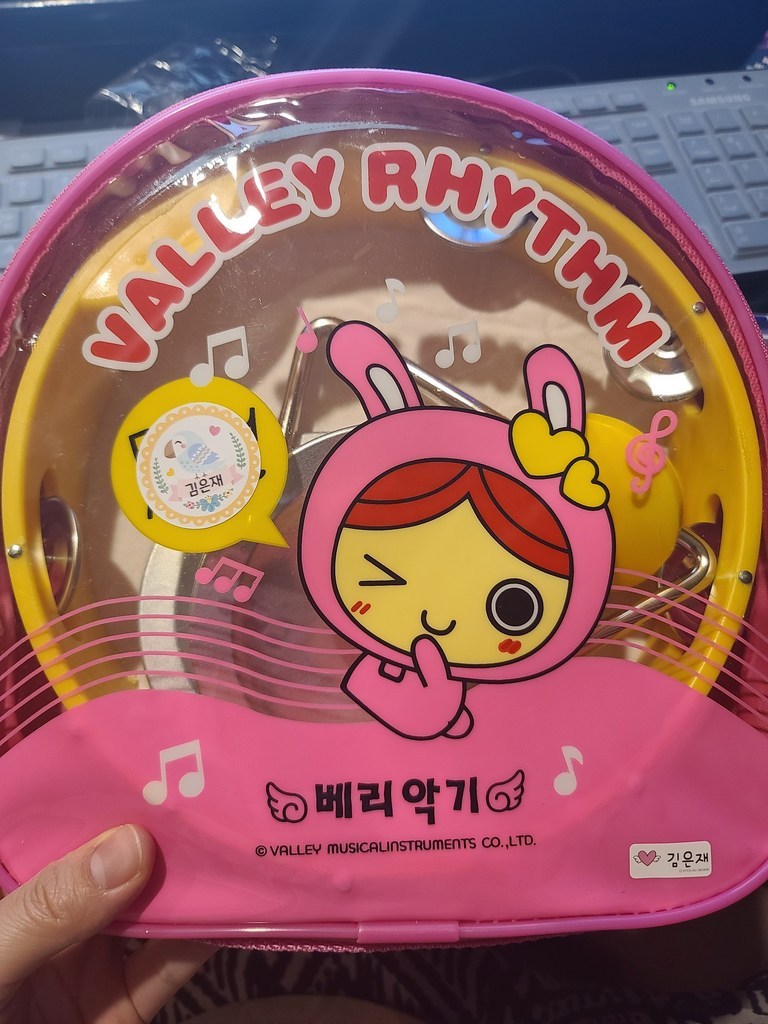 SAMSUNG
VALLEY RHYTHM
김은재
베리악기
© VALLEY MUSICALINSTRUMENTS CO.,LTD.
김은재